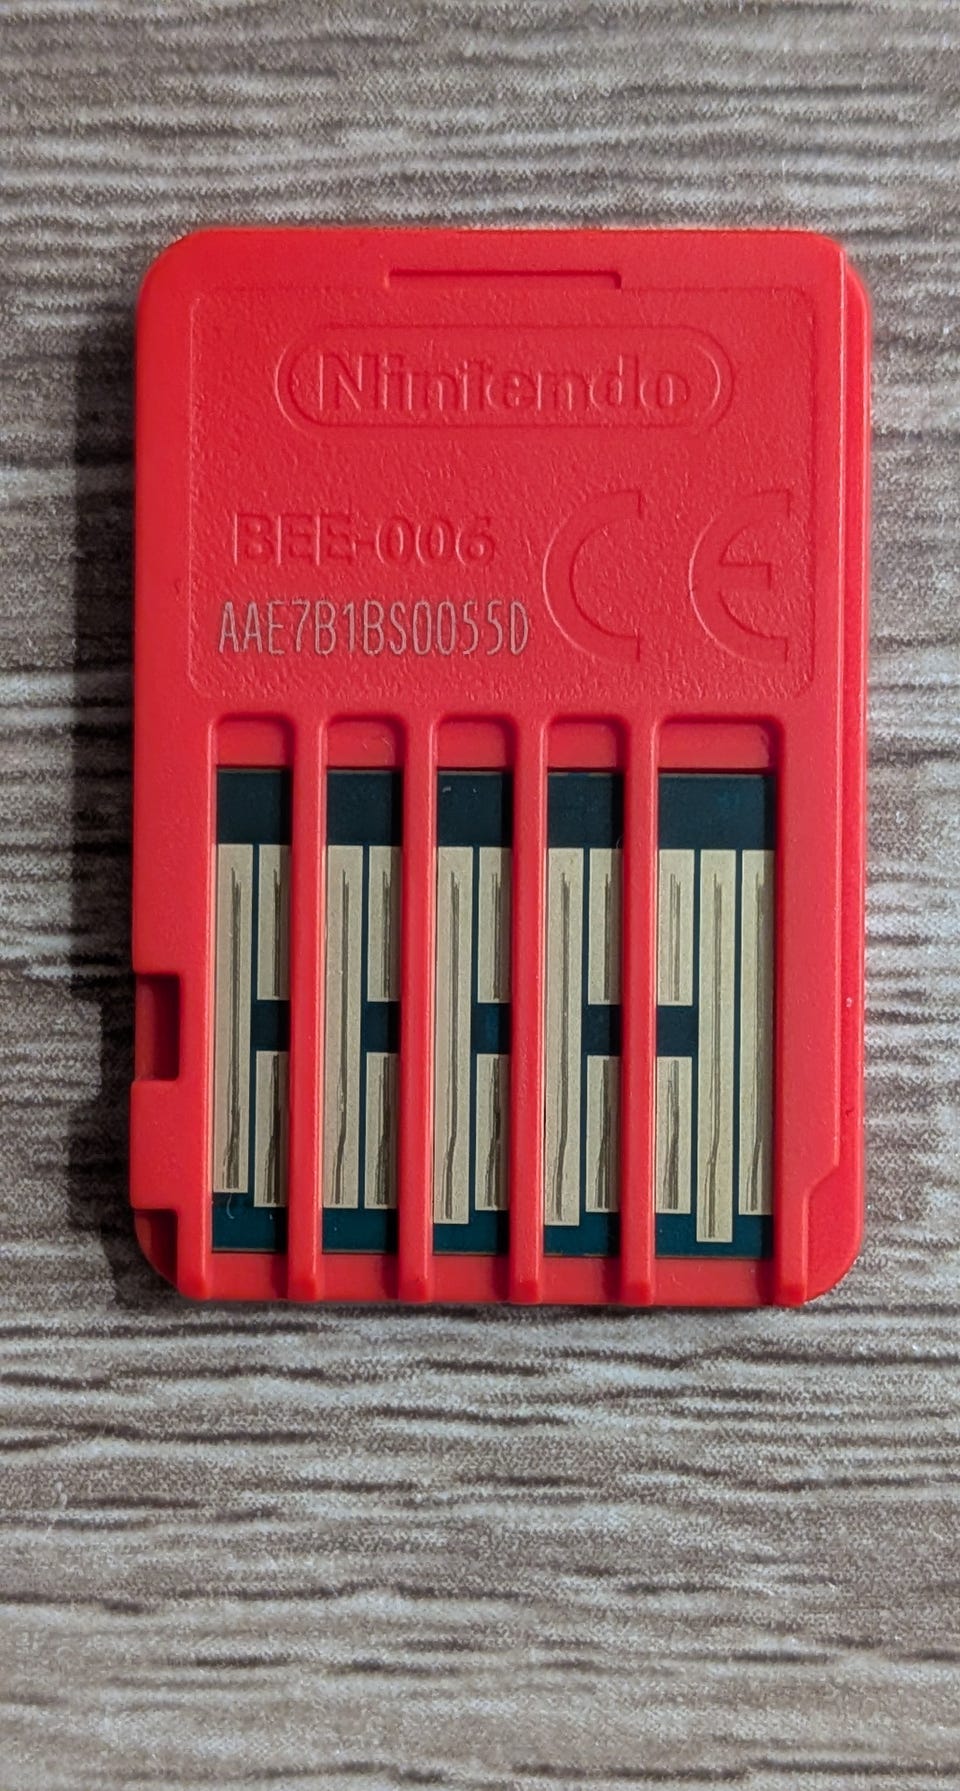 Nintendo
BEE-006
AAE7B1BS0055D
CE